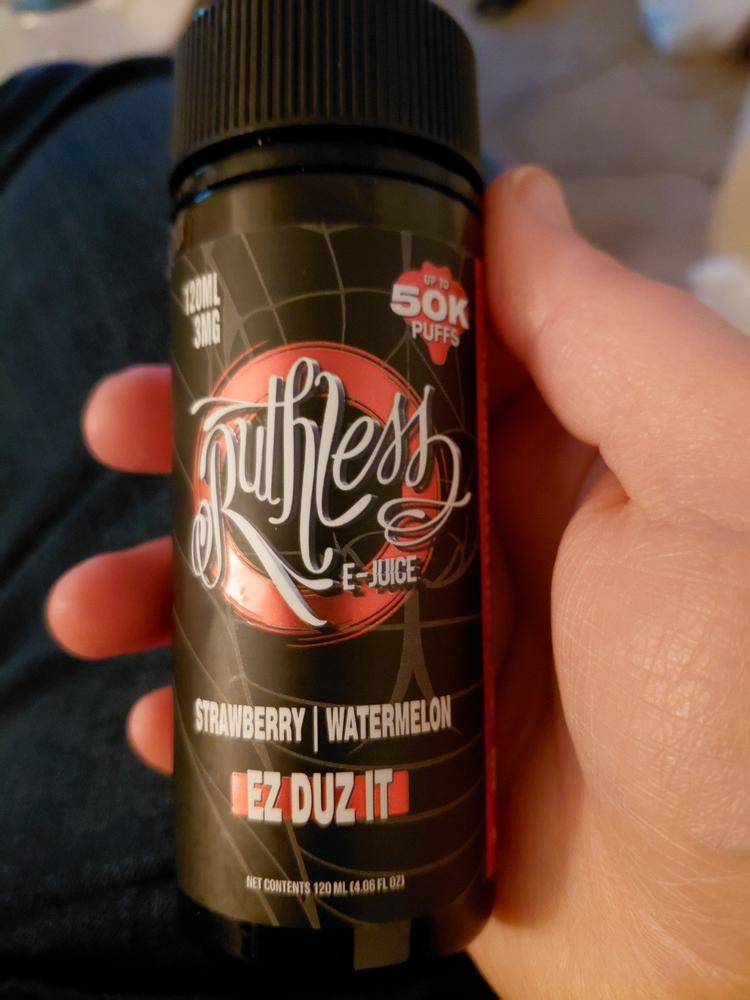 120ML
3MG
UP TO
50K
PUFFS
Ruthless
E-JUICE
STRAWBERRY | WATERMELON
EZ DUZ IT
NET CONTENTS 120 ML (4.06 FL OZ)